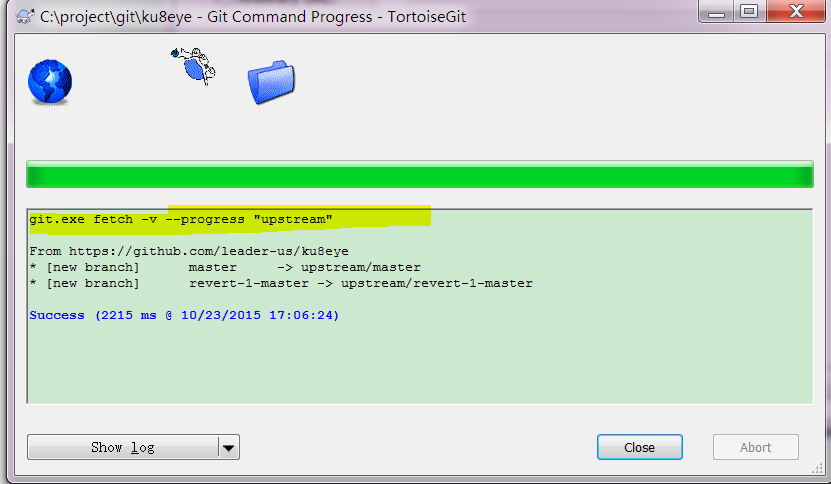 C:\project\git\ku8eye - Git Command Progress - TortoiseGit
git.exe fetch -v --progress "upstream"
From https://github.com/leader-us/ku8eye
* [new branch]      master     -> upstream/master
* [new branch]      revert-1-master -> upstream/revert-1-master
Success (2215 ms @ 10/23/2015 17:06:24)
Show log
Close
Abort